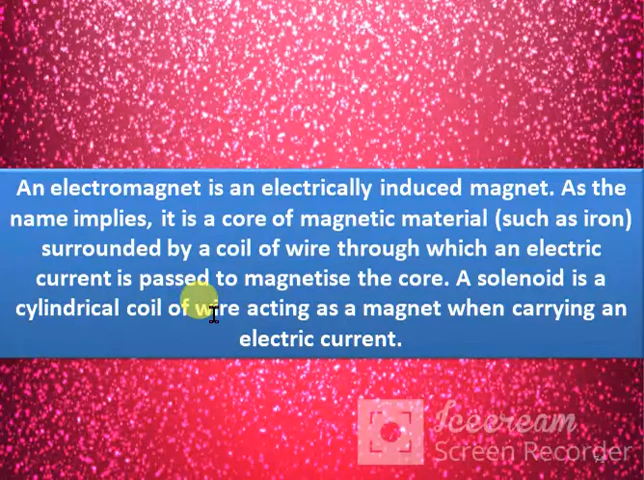 An electromagnet is an electrically induced magnet. As the
name implies, it is a core of magnetic material (such as iron)
surrounded by a coil of wire through which an electric
current is passed to magnetise the core. A solenoid is a
cylindrical coil of wire acting as a magnet when carrying an
electric current.
Icecream
Screen Recorder